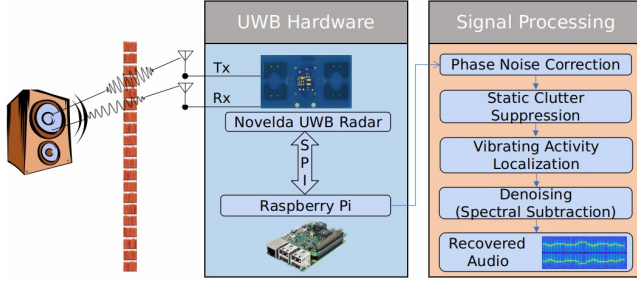 UWB Hardware
Signal Processing
Tx
Rx
Novelda UWB Radar
SPI
Raspberry Pi
Phase Noise Correction
Static Clutter
Suppression
Vibrating Activity
Localization
Denoising
(Spectral Subtraction)
Recovered
Audio